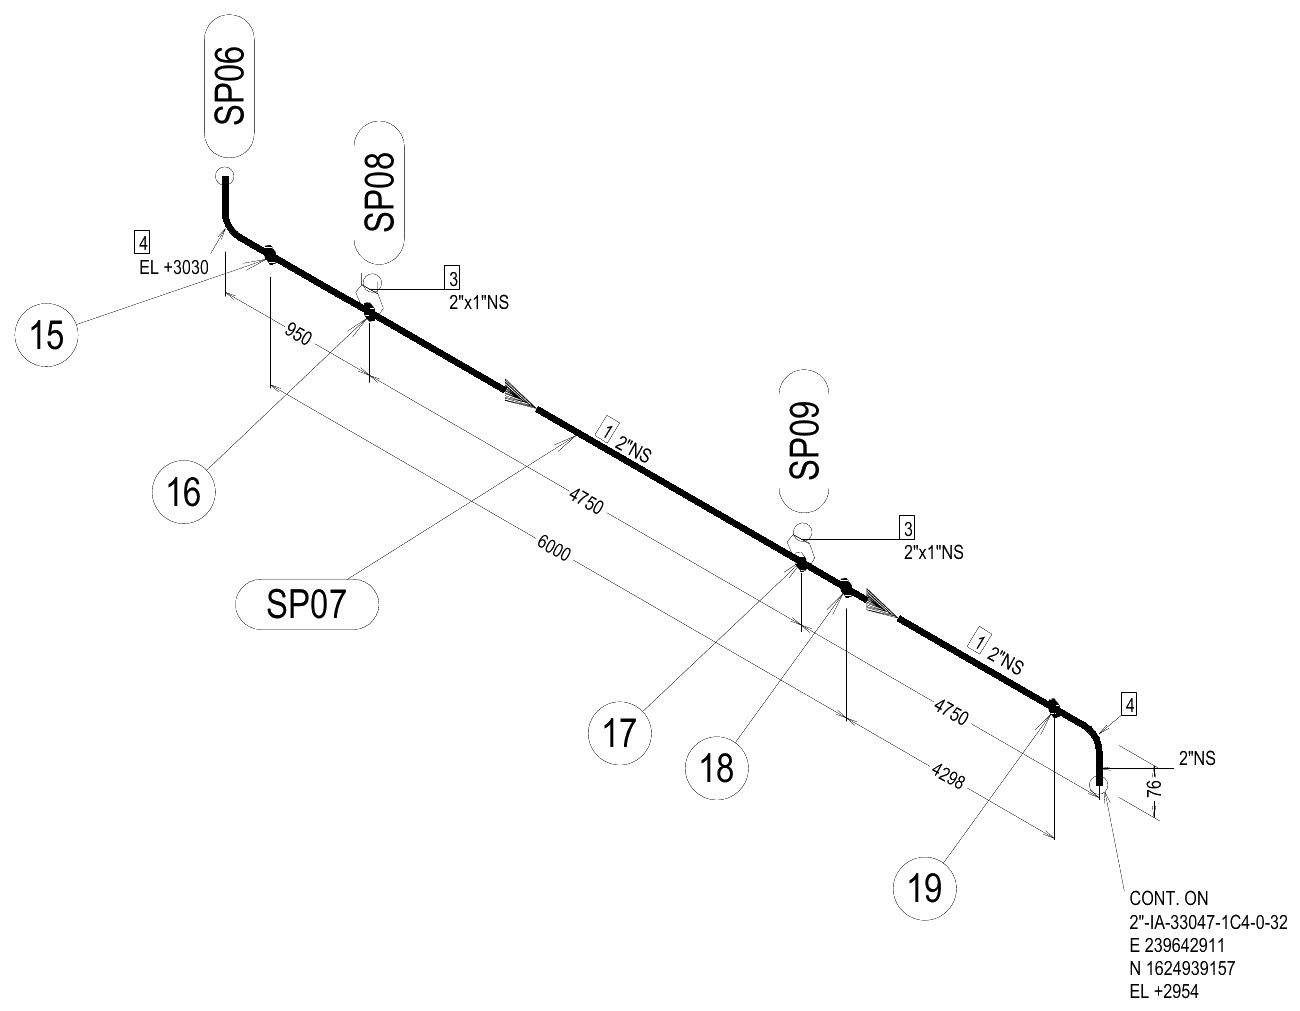 SP06
SP08
4
EL +3030
3
2"x1"NS
15
950
16
1 2"NS
SP09
4750
6000
3
2"x1"NS
SP07
1 2"NS
17
18
4750
4
4298
2"NS
76
19
CONT. ON
2"-IA-33047-1C4-0-32
E 239642911
N 1624939157
EL +2954